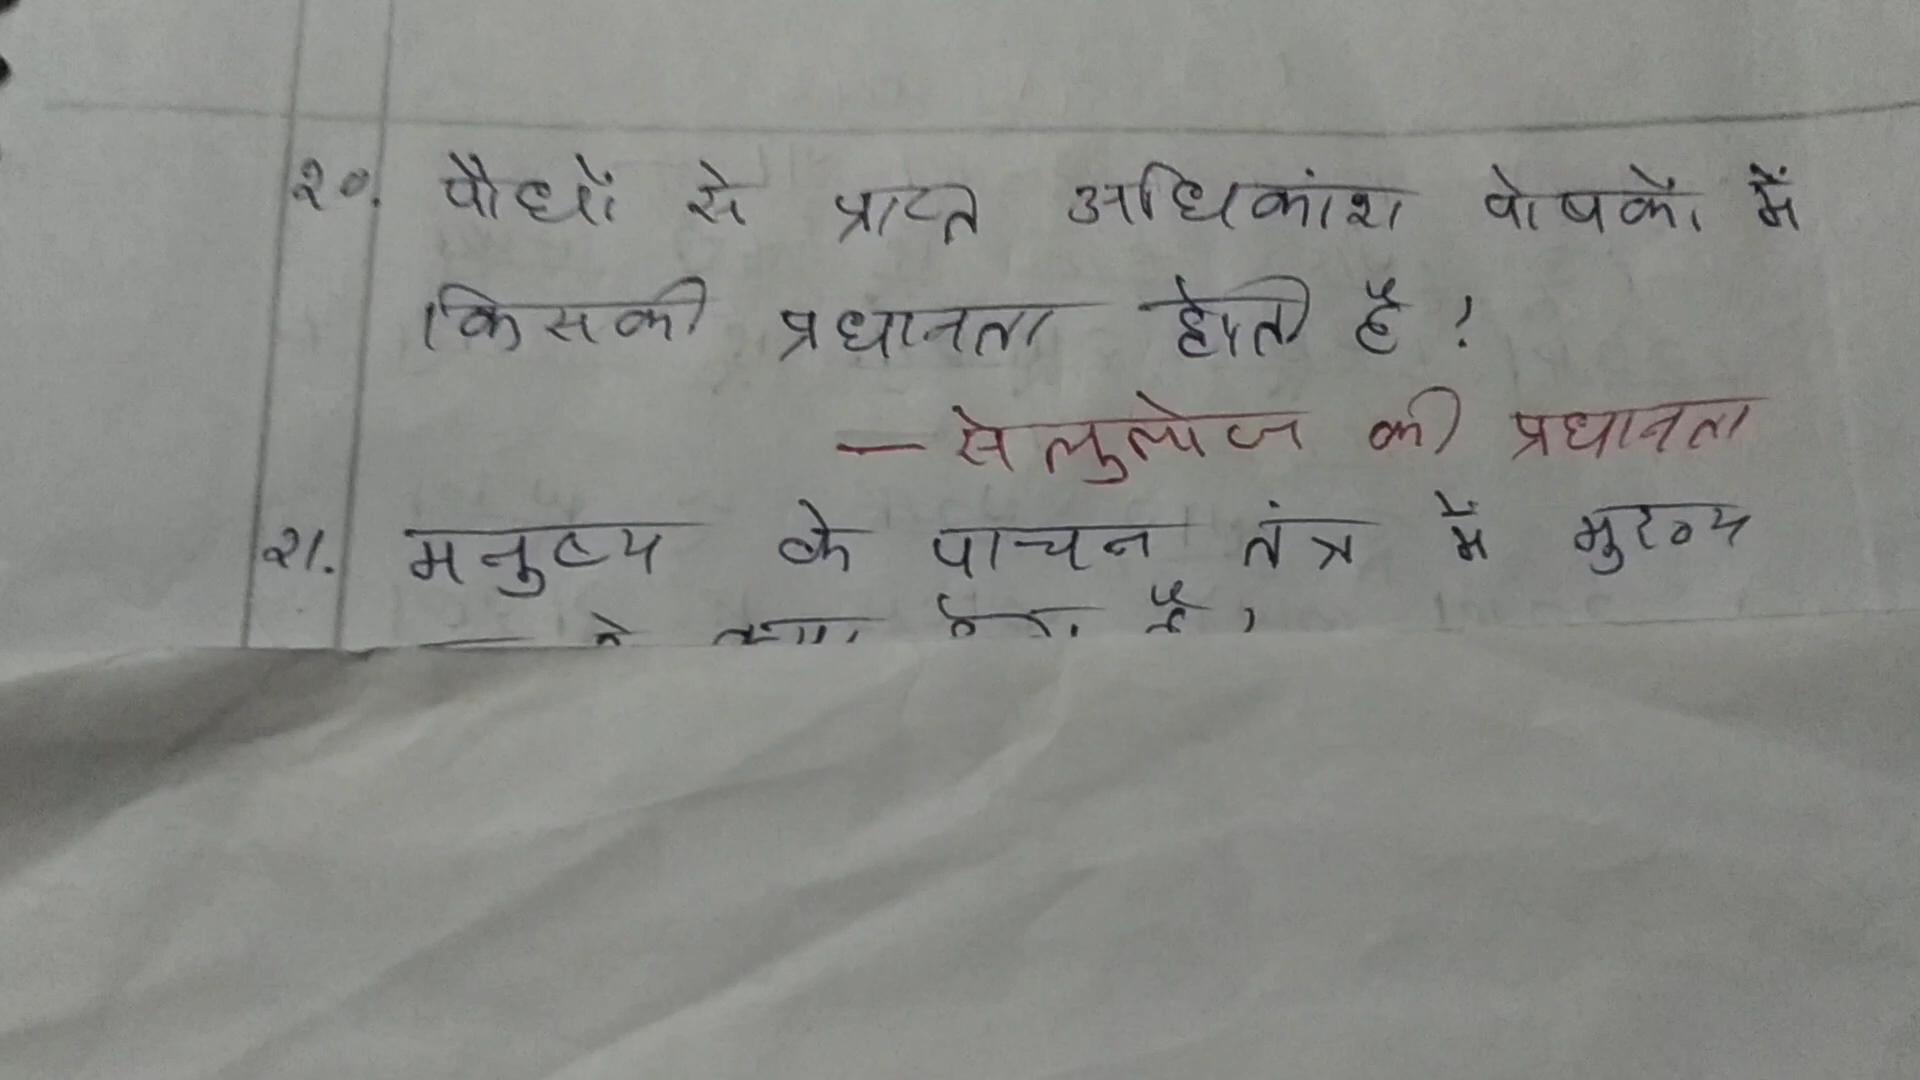 २०. पौधों से प्राप्त अधिकांश पोषकों में
किसकी प्रधानता होती है ?
— सेलुलोज की प्रधानता
२१. मनुष्य के पाचन तंत्र में मुख्य
है ,